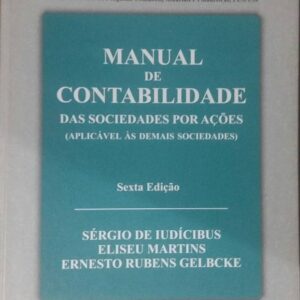 MANUAL
DE
CONTABILIDADE
DAS SOCIEDADES POR AÇÕES
(APLICÁVEL ÀS DEMAIS SOCIEDADES)
Sexta Edição
SÉRGIO DE IUDÍCIBUS
ELISEU MARTINS
ERNESTO RUBENS GELBCKE